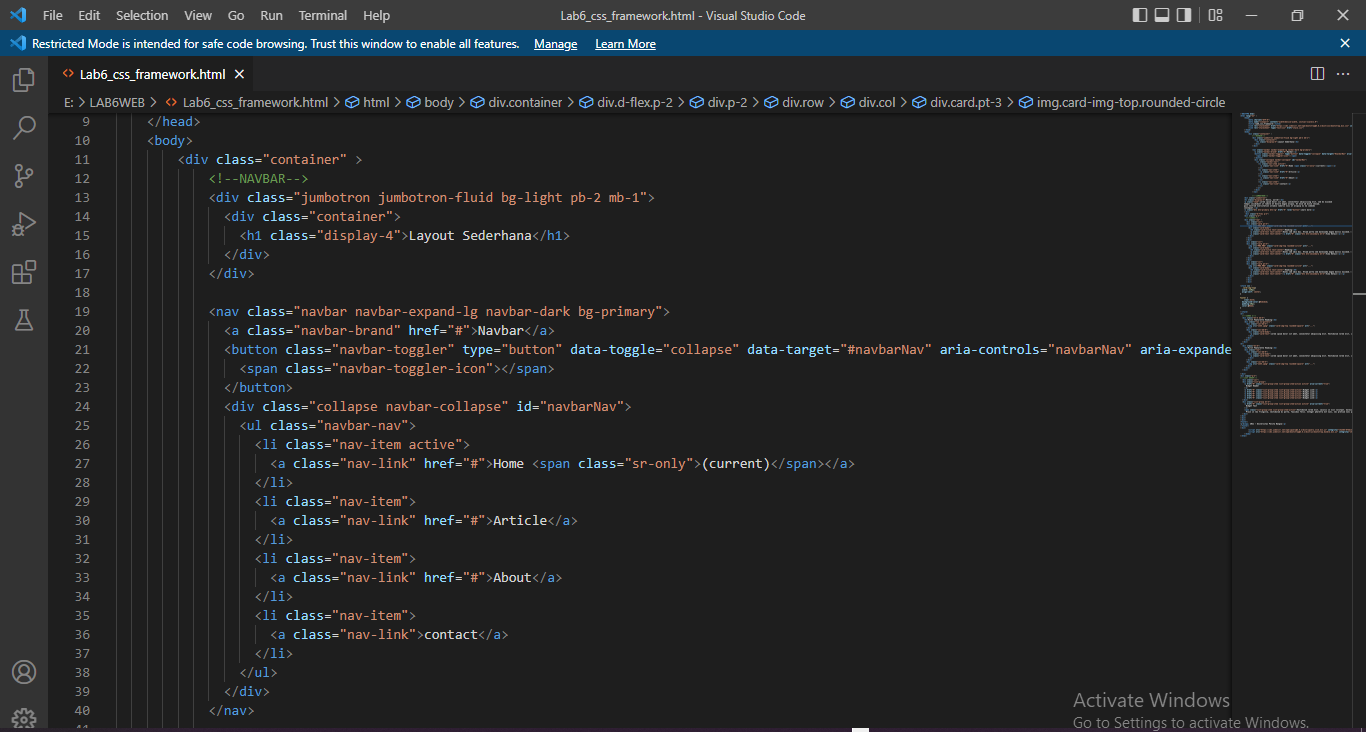 File Edit Selection View Go Run Terminal Help Lab6_css_framework.html - Visual Studio Code
Restricted Mode is intended for safe code browsing. Trust this window to enable all features. Manage Learn More
Lab6_css_framework.html
E: > LAB6WEB > Lab6_css_framework.html > html > body > div.container > div.d-flex.p-2 > div.p-2 > div.row > div.col > div.card.pt-3 > img.card-img-top.rounded-circle
9 </head>
10 <body>
11 <div class="container" >
12 <!--NAVBAR-->
13 <div class="jumbotron jumbotron-fluid bg-light pb-2 mb-1">
14 <div class="container">
15 <h1 class="display-4">Layout Sederhana</h1>
16 </div>
17 </div>
18
19 <nav class="navbar navbar-expand-lg navbar-dark bg-primary">
20 <a class="navbar-brand" href="#">Navbar</a>
21 <button class="navbar-toggler" type="button" data-toggle="collapse" data-target="#navbarNav" aria-controls="navbarNav" aria-expande
22 <span class="navbar-toggler-icon"></span>
23 </button>
24 <div class="collapse navbar-collapse" id="navbarNav">
25 <ul class="navbar-nav">
26 <li class="nav-item active">
27 <a class="nav-link" href="#">Home <span class="sr-only">(current)</span></a>
28 </li>
29 <li class="nav-item">
30 <a class="nav-link" href="#">Article</a>
31 </li>
32 <li class="nav-item">
33 <a class="nav-link" href="#">About</a>
34 </li>
35 <li class="nav-item">
36 <a class="nav-link">contact</a>
37 </li>
38 </ul>
39 </div>
40 </nav>
Activate Windows
Go to Settings to activate Windows.